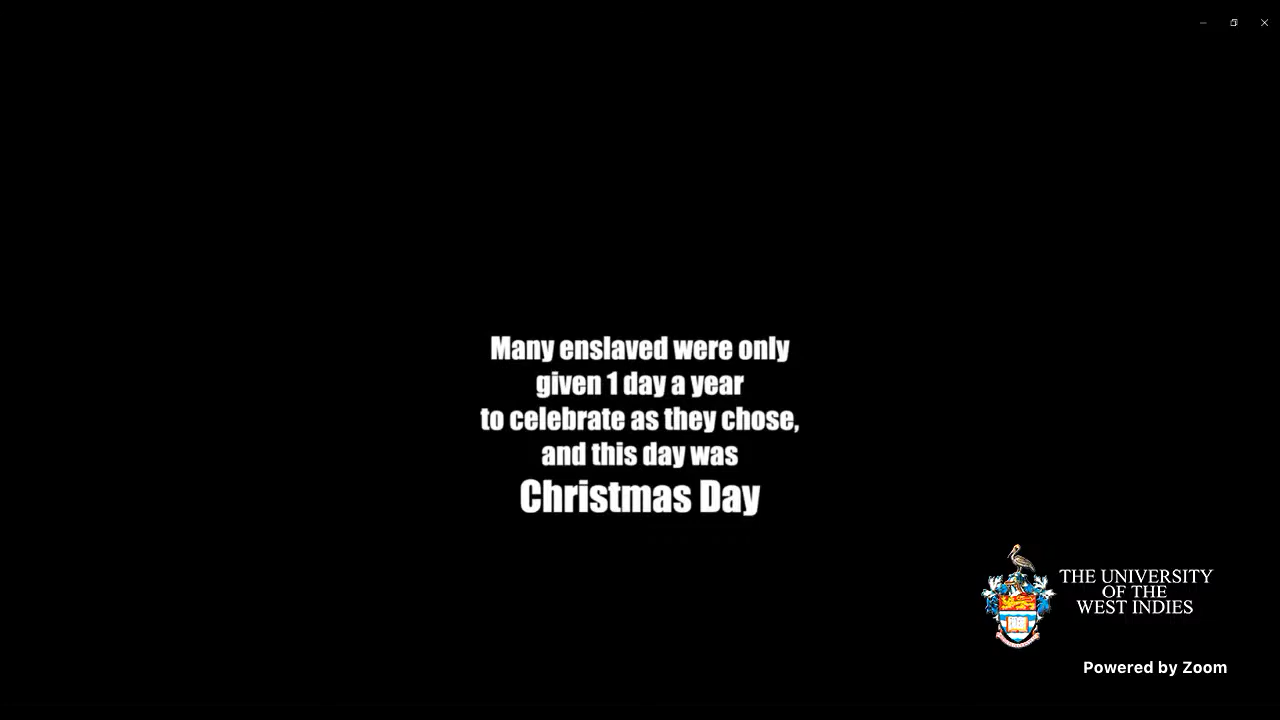 Many enslaved were only
given 1 day a year
to celebrate as they chose,
and this day was
Christmas Day
THE UNIVERSITY
OF THE
WEST INDIES
Powered by Zoom